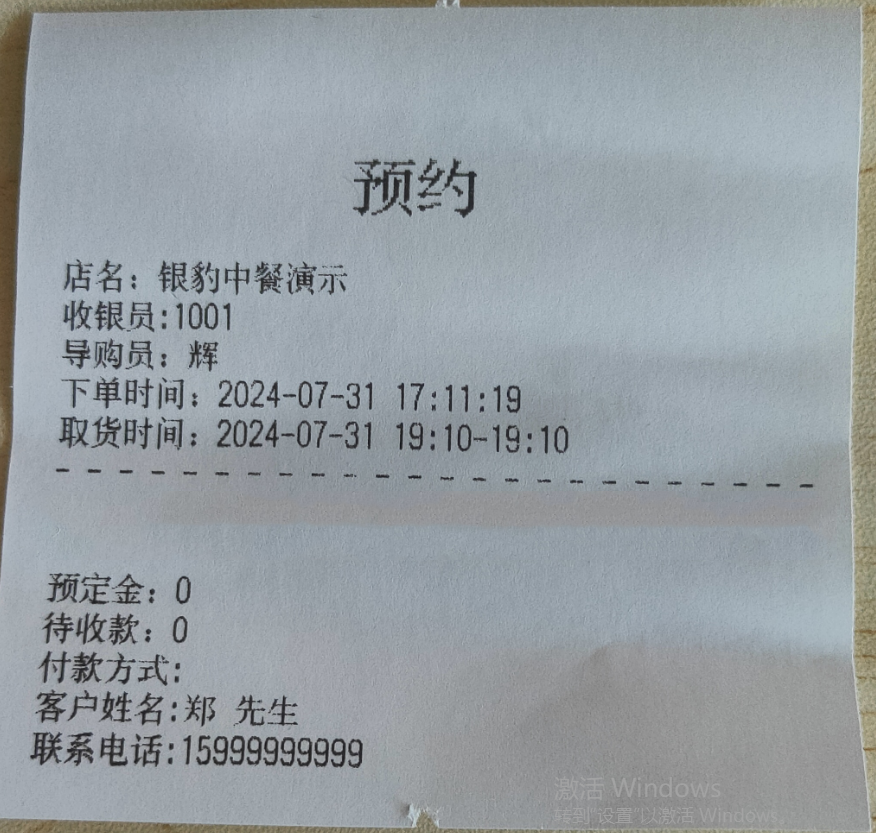 预约
店名：银豹中餐演示
收银员:1001
导购员：辉
下单时间：2024-07-31 17:11:19
取货时间：2024-07-31 19:10-19:10
- - - - - - - - - - - - - - - - - - - - - - - -
预定金：0
待收款：0
付款方式:
客户姓名:郑 先生
联系电话:15999999999
激活 Windows
转到"设置"以激活 Windows。